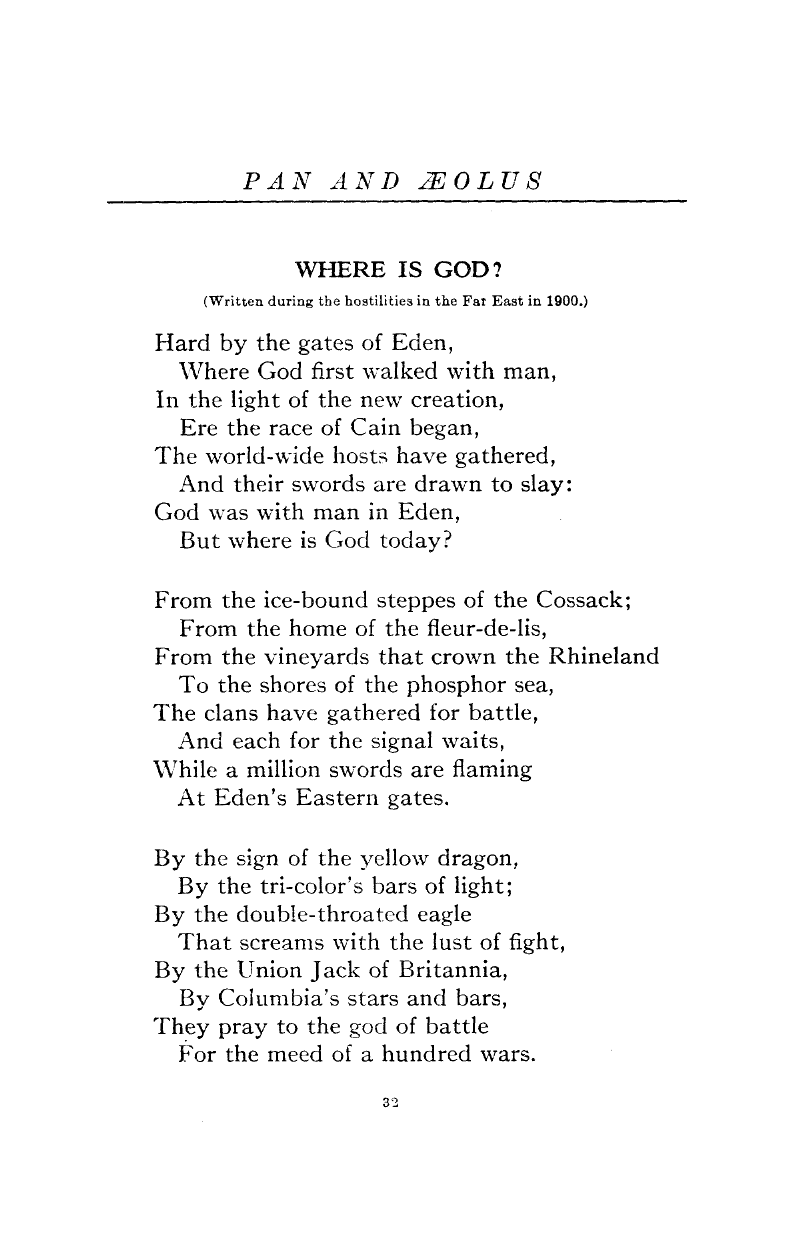 PAN AND ÆOLUS
WHERE IS GOD?
(Written during the hostilities in the Far East in 1900.)
Hard by the gates of Eden,
Where God first walked with man,
In the light of the new creation,
Ere the race of Cain began,
The world-wide hosts have gathered,
And their swords are drawn to slay:
God was with man in Eden,
But where is God today?
From the ice-bound steppes of the Cossack;
From the home of the fleur-de-lis,
From the vineyards that crown the Rhineland
To the shores of the phosphor sea,
The clans have gathered for battle,
And each for the signal waits,
While a million swords are flaming
At Eden's Eastern gates.
By the sign of the yellow dragon,
By the tri-color's bars of light;
By the double-throated eagle
That screams with the lust of fight,
By the Union Jack of Britannia,
By Columbia's stars and bars,
They pray to the god of battle
For the meed of a hundred wars.
32